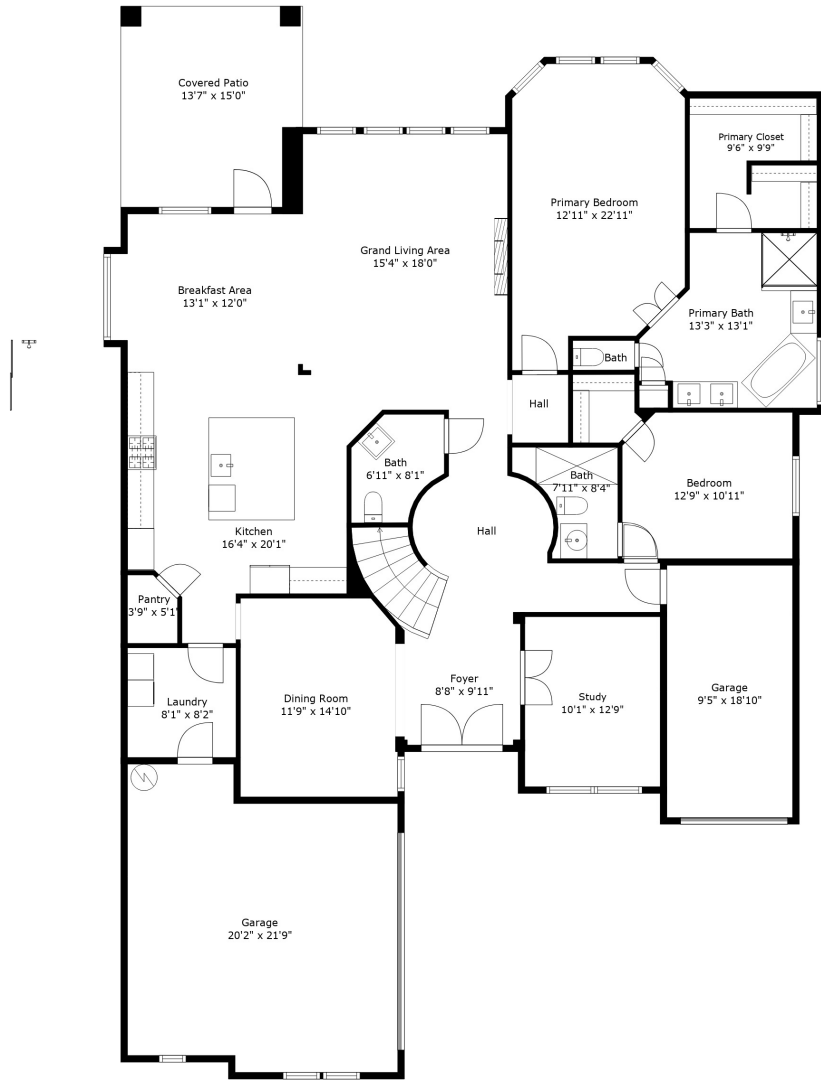 Covered Patio
13'7" x 15'0"
Primary Closet
9'6" x 9'9"
Primary Bedroom
12'11" x 22'11"
Grand Living Area
15'4" x 18'0"
Breakfast Area
13'1" x 12'0"
Primary Bath
13'3" x 13'1"
Bath
Hall
Bath
6'11" x 8'1"
Bath
7'11" x 8'4"
Bedroom
12'9" x 10'11"
Kitchen
16'4" x 20'1"
Hall
Pantry
3'9" x 5'1"
Foyer
8'8" x 9'11"
Laundry
8'1" x 8'2"
Dining Room
11'9" x 14'10"
Study
10'1" x 12'9"
Garage
9'5" x 18'10"
Garage
20'2" x 21'9"